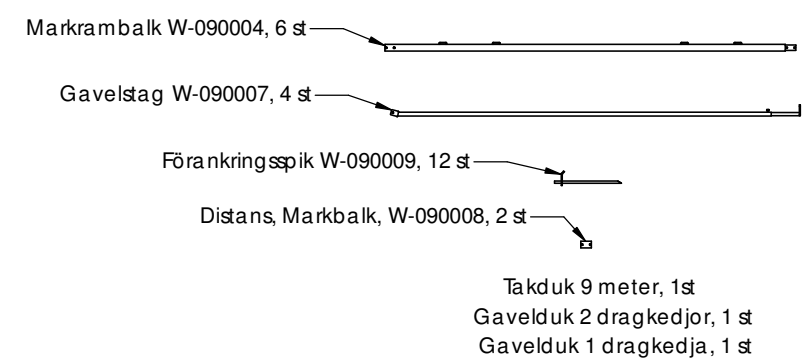 Markrambalk W-090004, 6 st
Gavelstag W-090007, 4 st
Förankringsspik W-090009, 12 st
Distans, Markbalk, W-090008, 2 st
Takduk 9 meter, 1st
Gavelduk 2 dragkedjor, 1 st
Gavelduk 1 dragkedja, 1 st